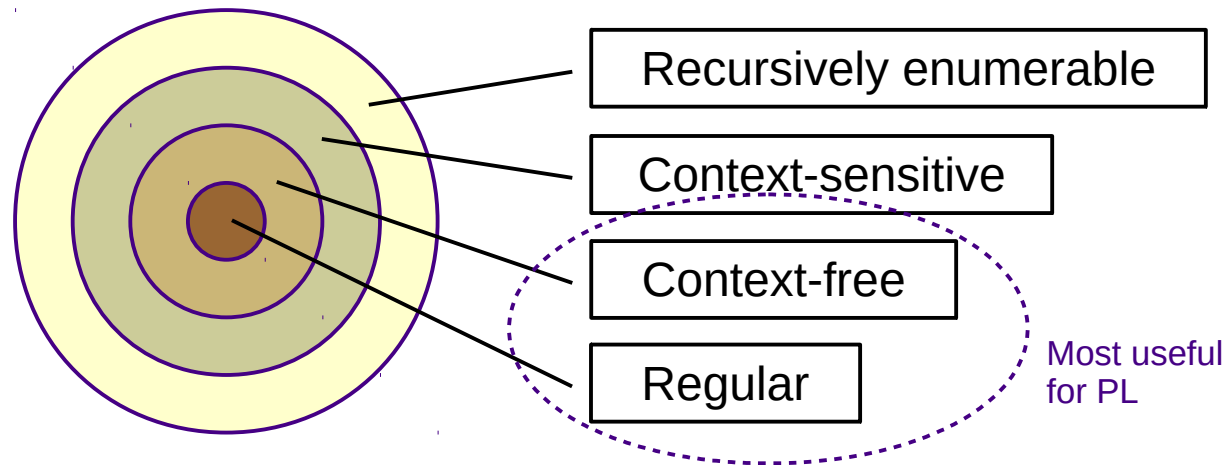 Recursively enumerable
Context-sensitive
Context-free
Regular
Most useful
for PL